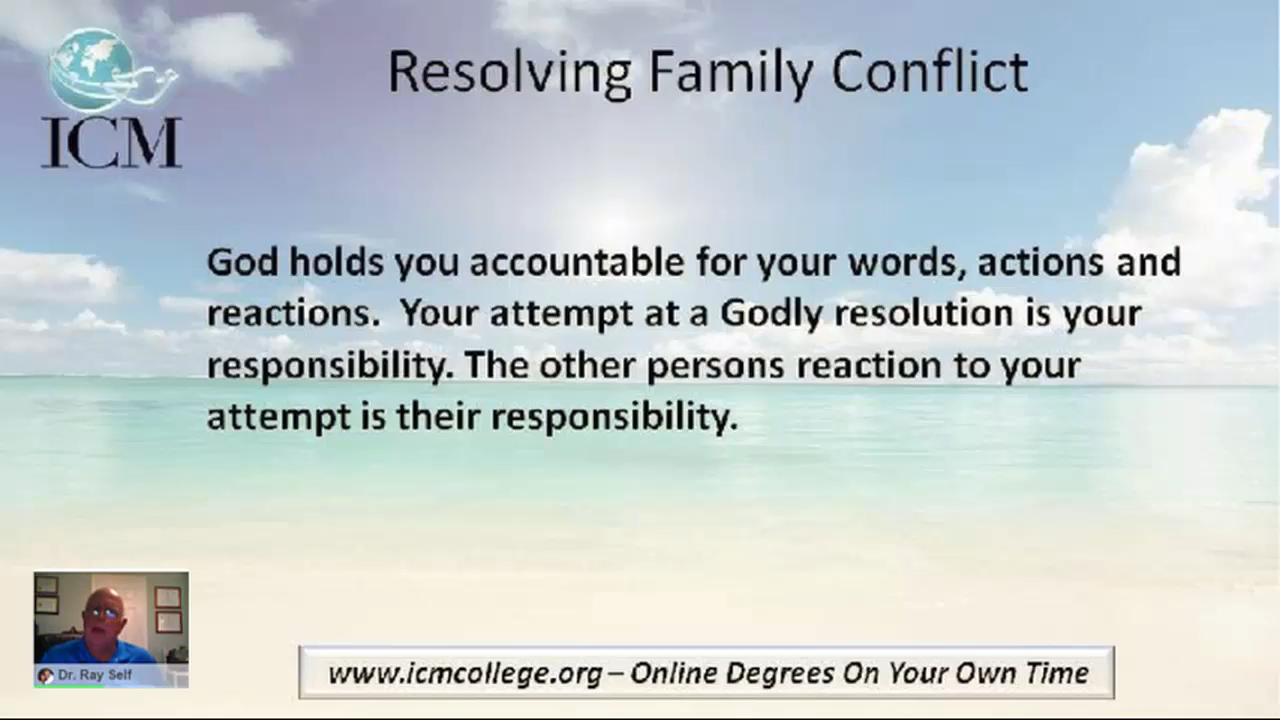 Resolving Family Conflict
ICM
God holds you accountable for your words, actions and
reactions.  Your attempt at a Godly resolution is your
responsibility. The other persons reaction to your
attempt is their responsibility.
Dr. Ray Self
www.icmcollege.org – Online Degrees On Your Own Time